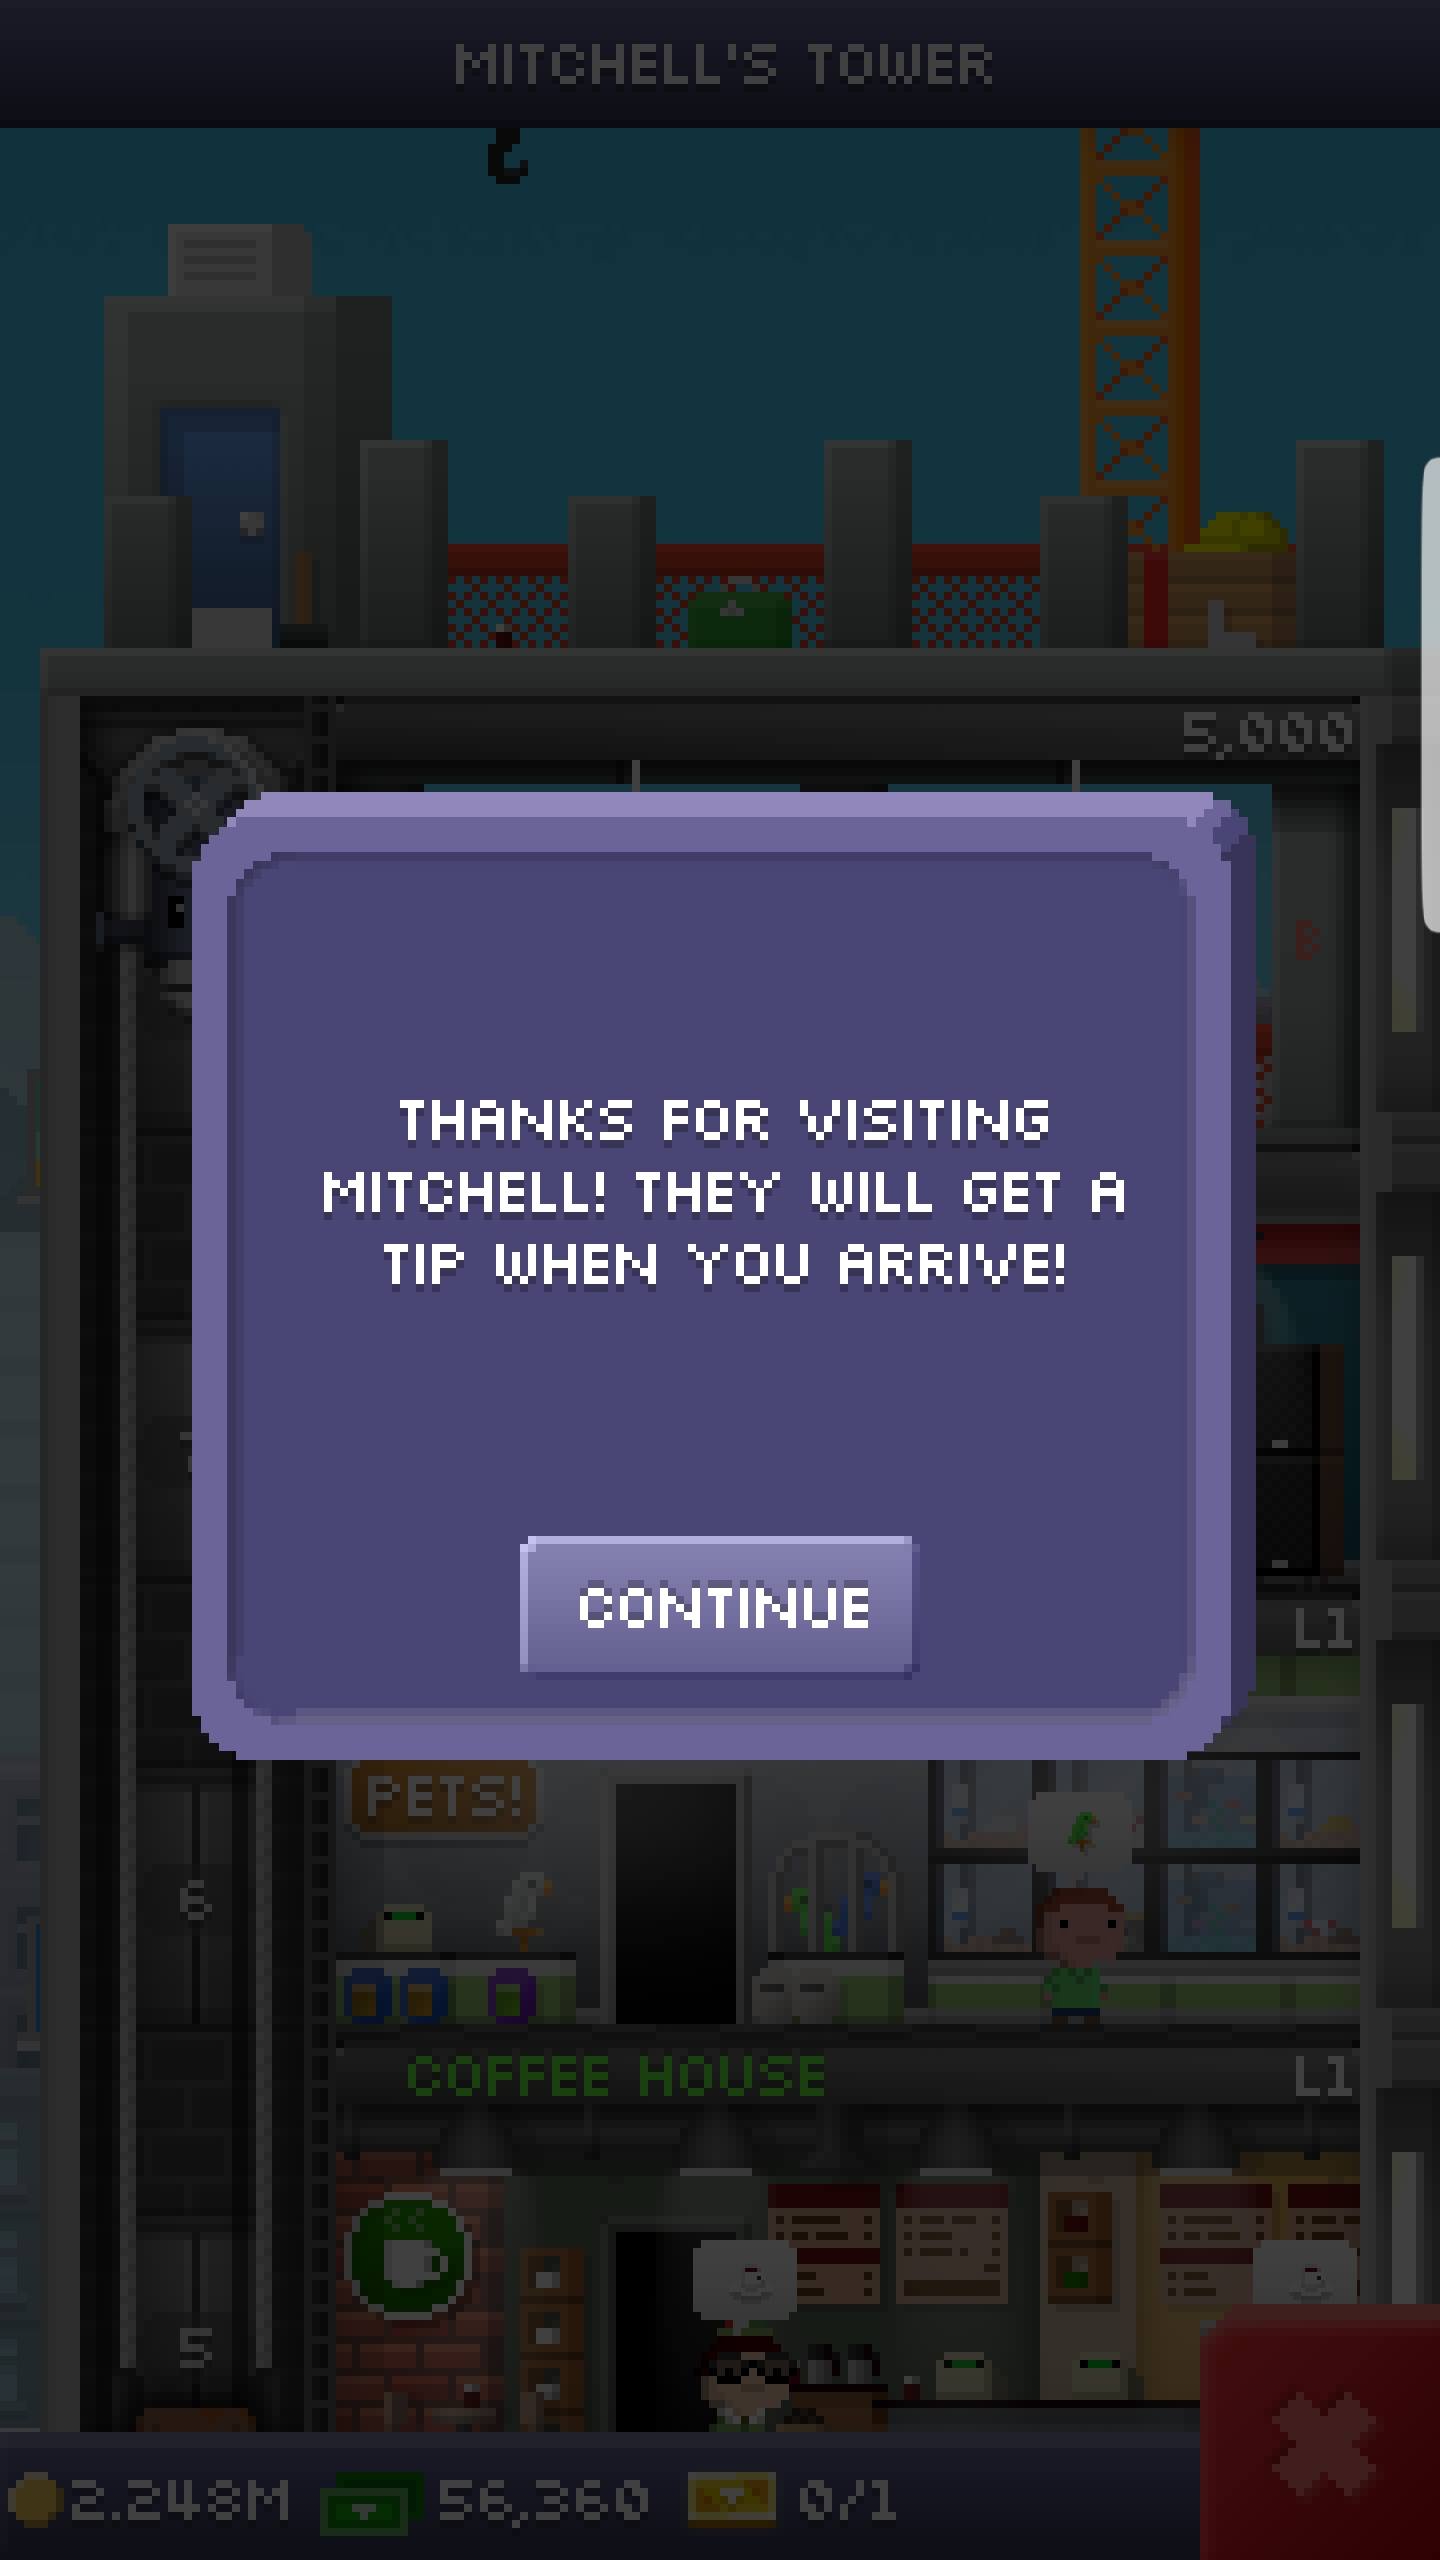 MITCHELL'S TOWER
5,000
B
THANKS FOR VISITING
MITCHELL! THEY WILL GET A
TIP WHEN YOU ARRIVE!
CONTINUE
L1
PETS!
6
COFFEE HOUSE
L1
5
2.248M 56,360 0/1